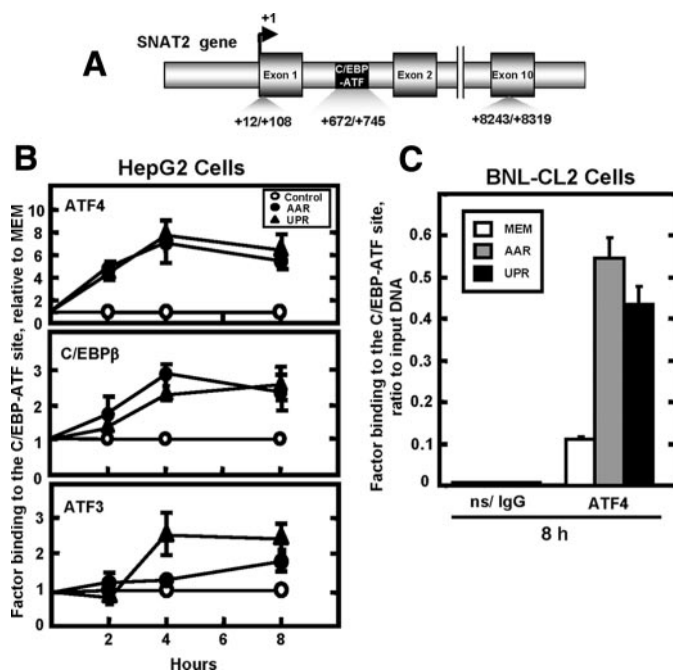 A
SNAT2 gene
+1
Exon 1
C/EBP
-ATF
Exon 2
Exon 10
+12/+108
+672/+745
+8243/+8319
B
HepG2 Cells
Factor binding to the C/EBP-ATF site, relative to MEM
ATF4
Control
AAR
UPR
10
8
6
4
2
1
0
C/EBPβ
3
2
1
0
ATF3
3
2
1
0
2
4
6
8
Hours
C
BNL-CL2 Cells
Factor binding to the C/EBP-ATF site,
ratio to input DNA
MEM
AAR
UPR
0.6
0.5
0.4
0.3
0.2
0.1
0
ns/ IgG
ATF4
8 h